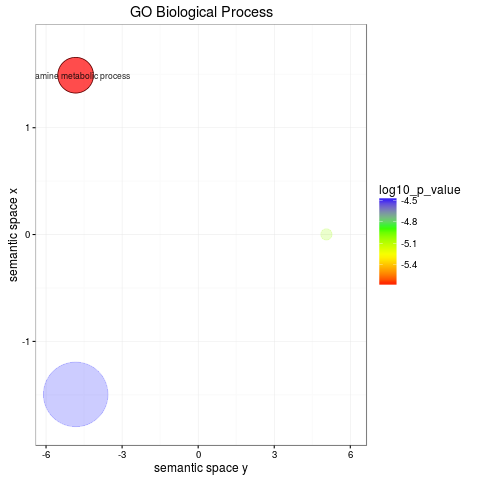 GO Biological Process
amine metabolic process
1
0
-1
-6
-3
0
3
6
semantic space y
semantic space x
log10_p_value
-4.5
-4.8
-5.1
-5.4